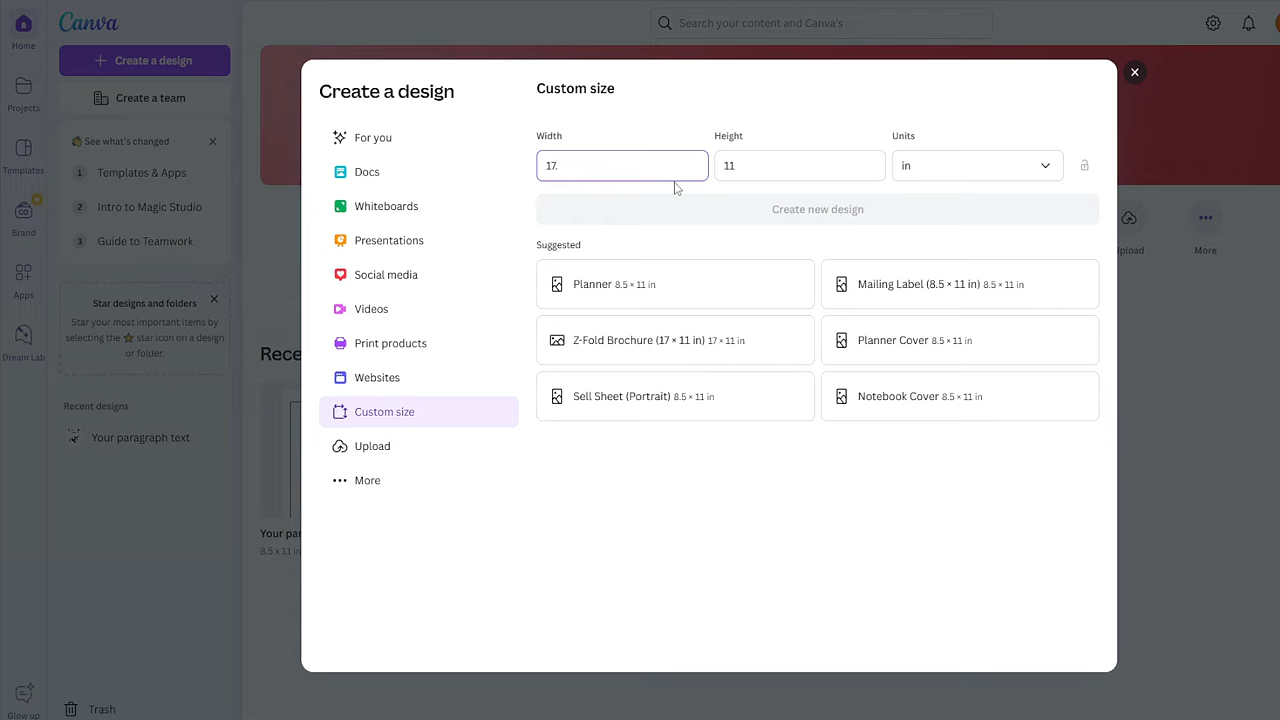 Canva
Search your content and Canva's
Home
Create a design
Create a team
Projects
See what's changed
1 Templates & Apps
Templates
2 Intro to Magic Studio
Brand
3 Guide to Teamwork
Apps
Star designs and folders
Star your most important items by
selecting the ⭐ star icon on a design
or folder.
Dream Lab
Recent designs
Your paragraph text
Glow up
Trash
Create a design
For you
Docs
Whiteboards
Presentations
Social media
Videos
Print products
Websites
Custom size
Upload
More
Custom size
Width
Height
Units
17.
11
in
Create new design
Suggested
Planner 8.5 × 11 in
Mailing Label (8.5 × 11 in) 8.5 × 11 in
Z-Fold Brochure (17 × 11 in) 17 × 11 in
Planner Cover 8.5 × 11 in
Sell Sheet (Portrait) 8.5 × 11 in
Notebook Cover 8.5 × 11 in
More
8.5 x 11 in